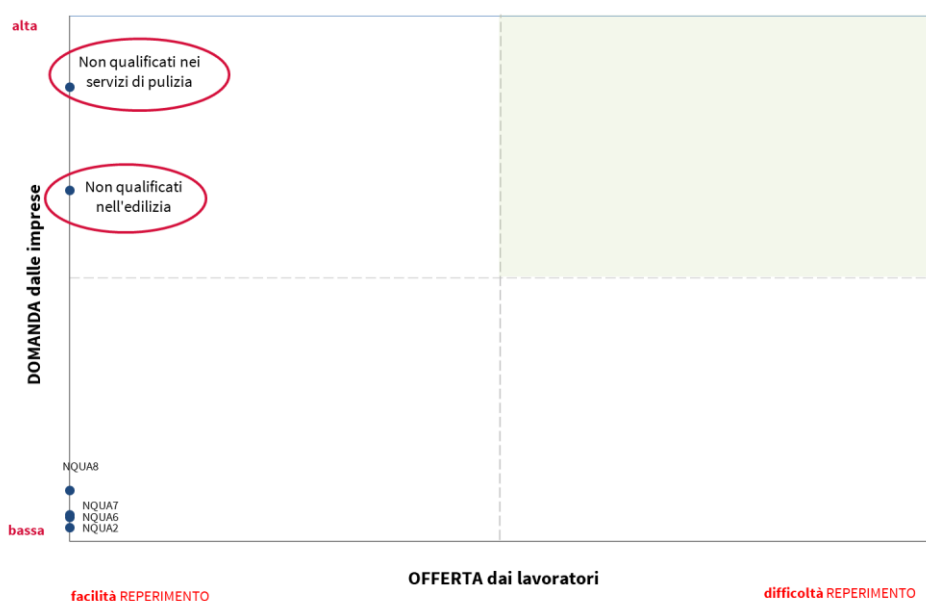 alta
Non qualificati nei
servizi di pulizia
Non qualificati
nell'edilizia
DOMANDA dalle imprese
NQUA8
NQUA7
NQUA6
NQUA2
bassa
OFFERTA dai lavoratori
facilità REPERIMENTO
difficoltà REPERIMENTO